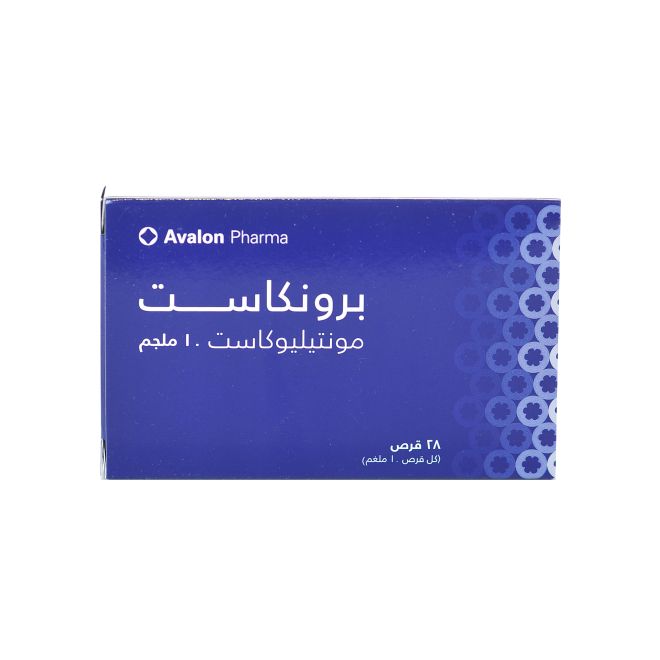 Avalon Pharma
برونكاست
مونتيليوكاست ١٠ ملجم
٢٨ قرص
(كل قرص ١٠ ملغم)